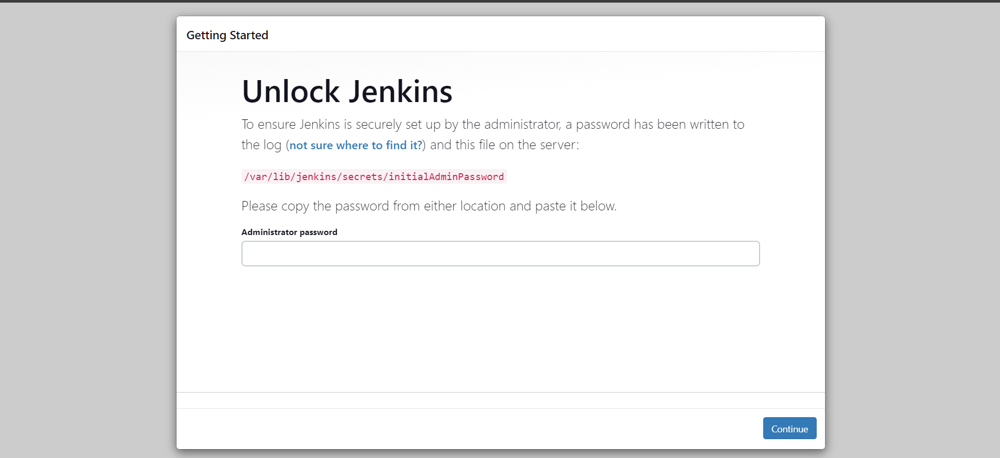 Getting Started
Unlock Jenkins
To ensure Jenkins is securely set up by the administrator, a password has been written to
the log (not sure where to find it?) and this file on the server:
/var/lib/jenkins/secrets/initialAdminPassword
Please copy the password from either location and paste it below.
Administrator password
Continue